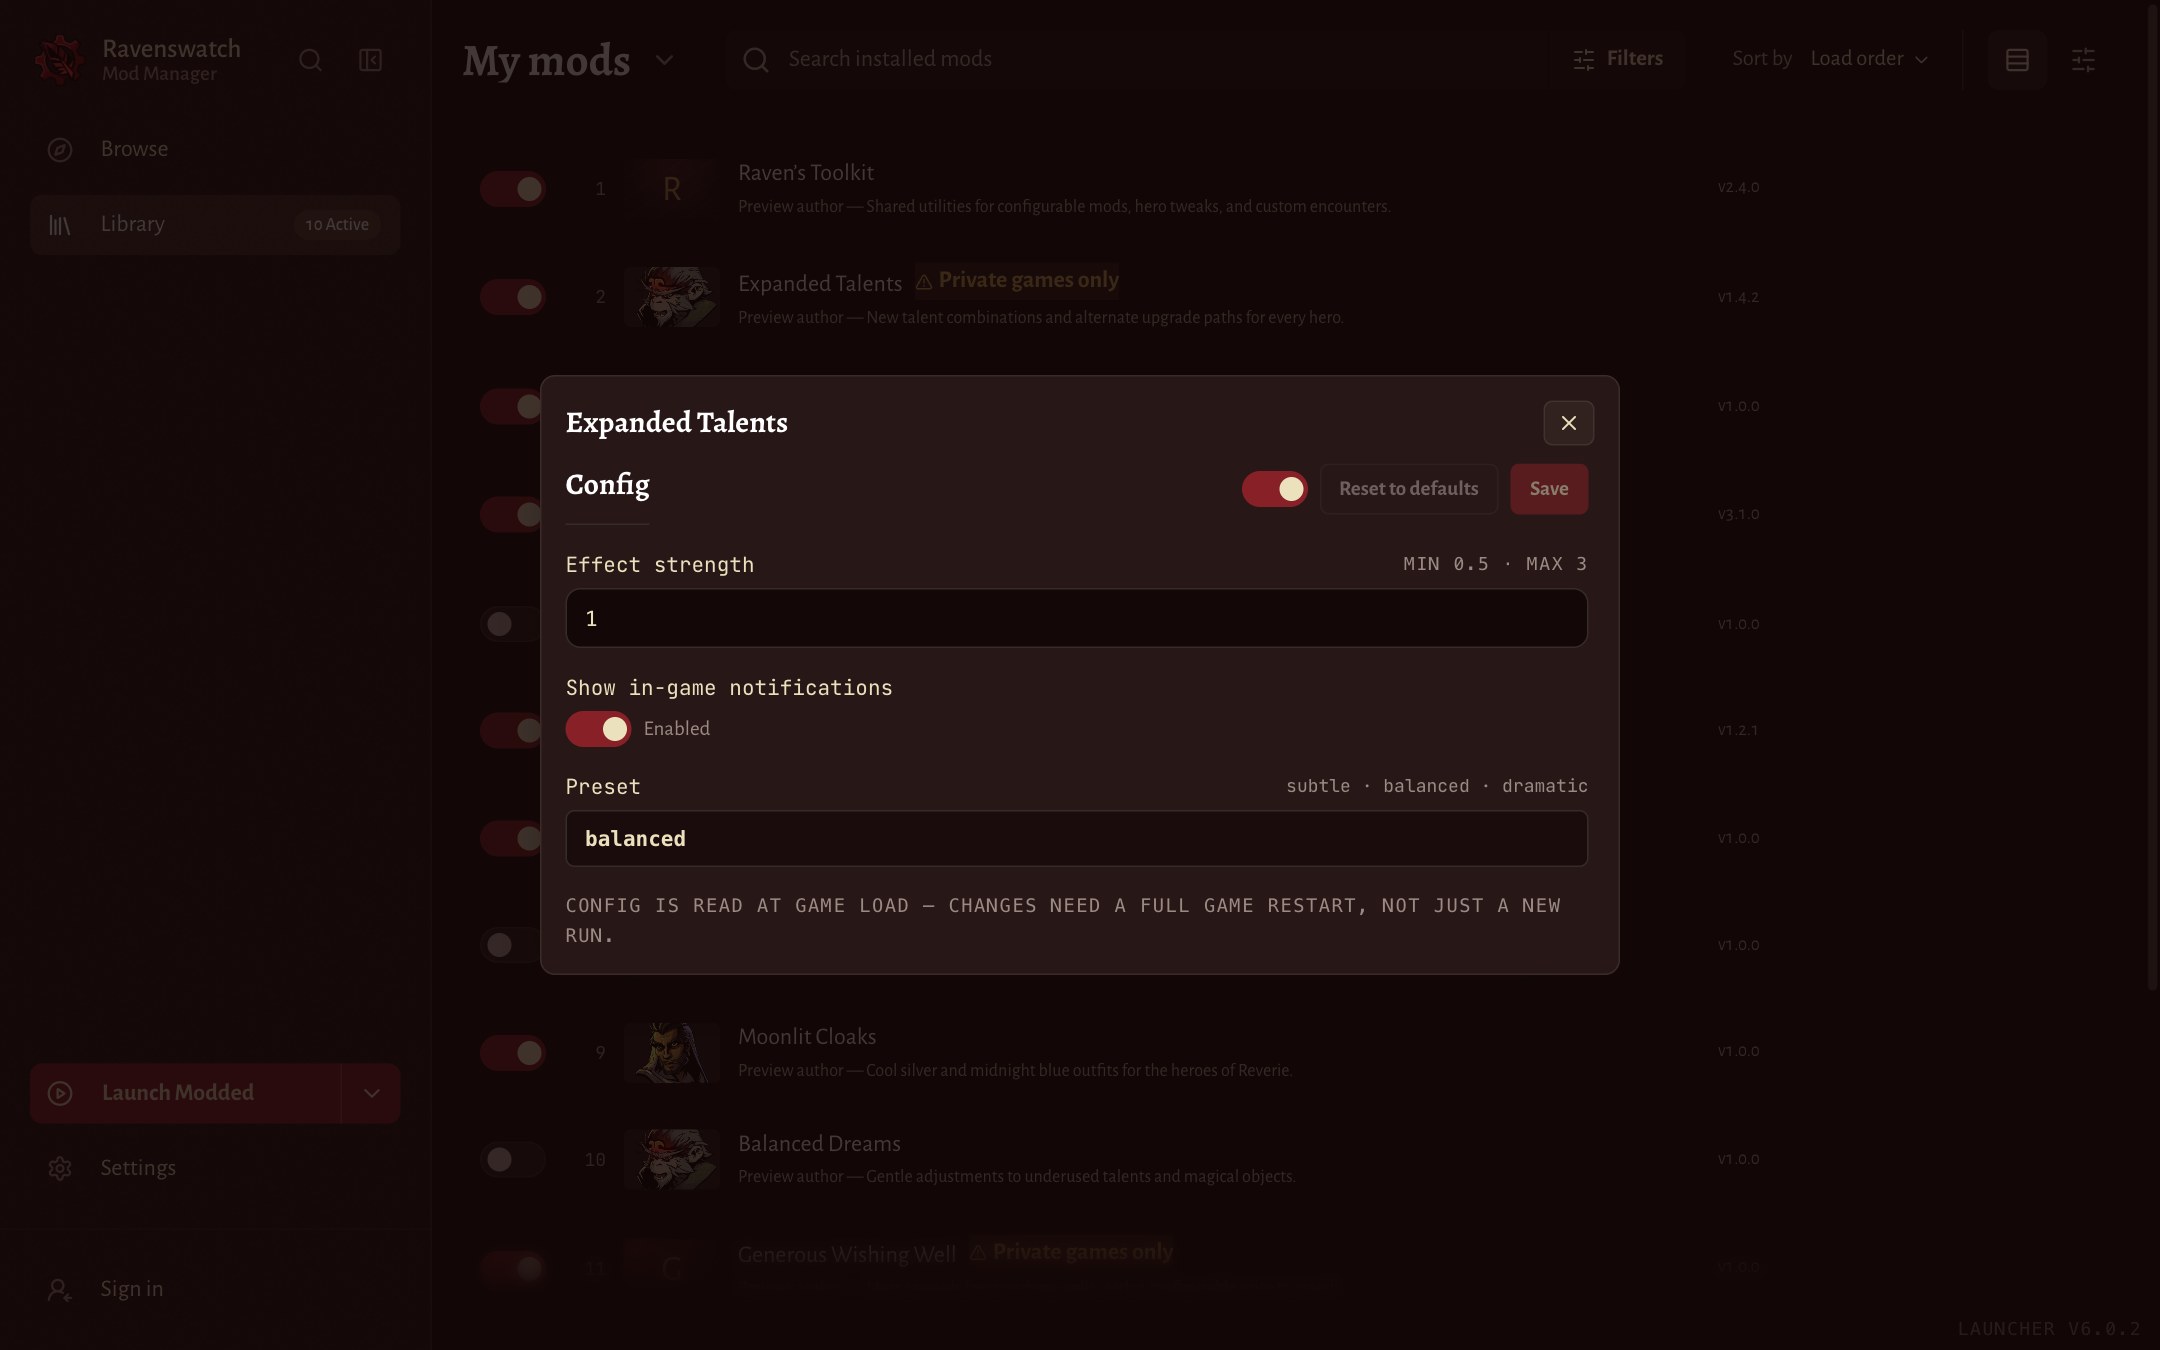 Ravenswatch
Mod Manager
Browse
Library
10 Active
Launch Modded
Settings
Sign in
My mods
Search installed mods
Filters
Sort by Load order
1
R
Raven's Toolkit
Preview author — Shared utilities for configurable mods, hero tweaks, and custom encounters.
v2.4.0
2
Expanded Talents
Private games only
Preview author — New talent combinations and alternate upgrade paths for every hero.
v1.4.2
v1.0.0
v3.1.0
v1.0.0
v1.2.1
v1.0.0
v1.0.0
Expanded Talents
Config
Reset to defaults
Save
Effect strength
MIN 0.5 · MAX 3
1
Show in-game notifications
Enabled
Preset
subtle · balanced · dramatic
balanced
CONFIG IS READ AT GAME LOAD — CHANGES NEED A FULL GAME RESTART, NOT JUST A NEW
RUN.
9
Moonlit Cloaks
Preview author — Cool silver and midnight blue outfits for the heroes of Reverie.
v1.0.0
10
Balanced Dreams
Preview author — Gentle adjustments to underused talents and magical objects.
v1.0.0
11
G
Generous Wishing Well
Private games only
v1.0.0
LAUNCHER V6.0.2